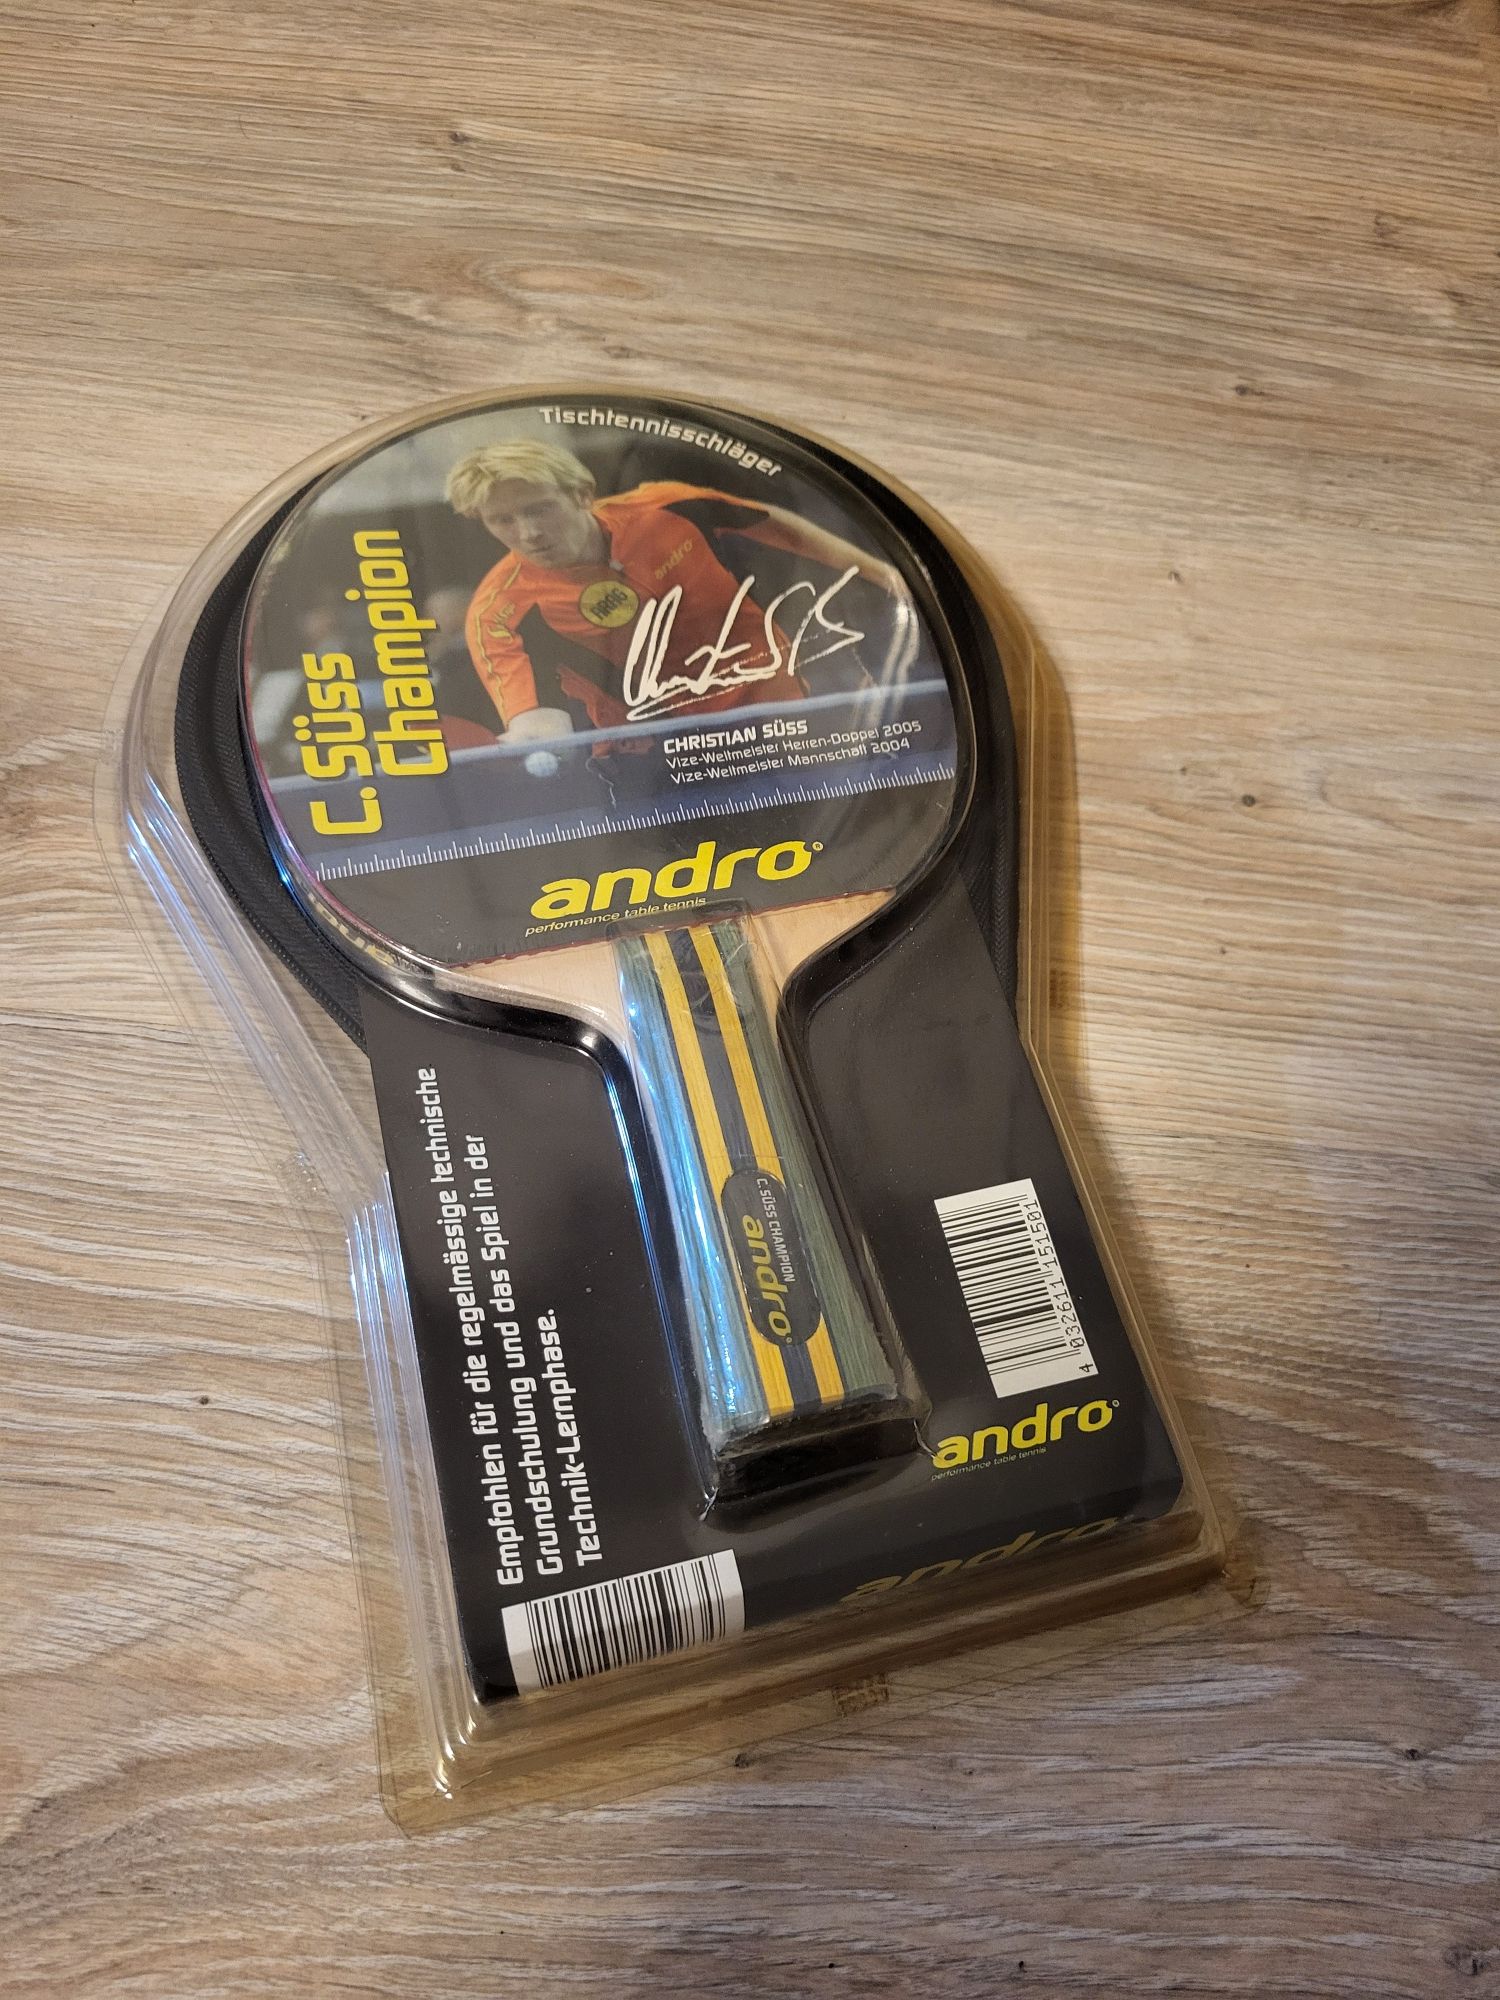 Tischtennisschläger
C. Süss
Champion
andro
ARAG
CHRISTIAN SÜSS
Vize-Weltmeister Herren-Doppel 2005
Vize-Weltmeister Mannschaft 2004
andro®
performance table tennis
C. SÜSS CHAMPION
andro®
Empfohlen für die regelmässige technische
Grundschulung und das Spiel in der
Technik-Lernphase.
4 032611 151501
andro®
performance table tennis
andro